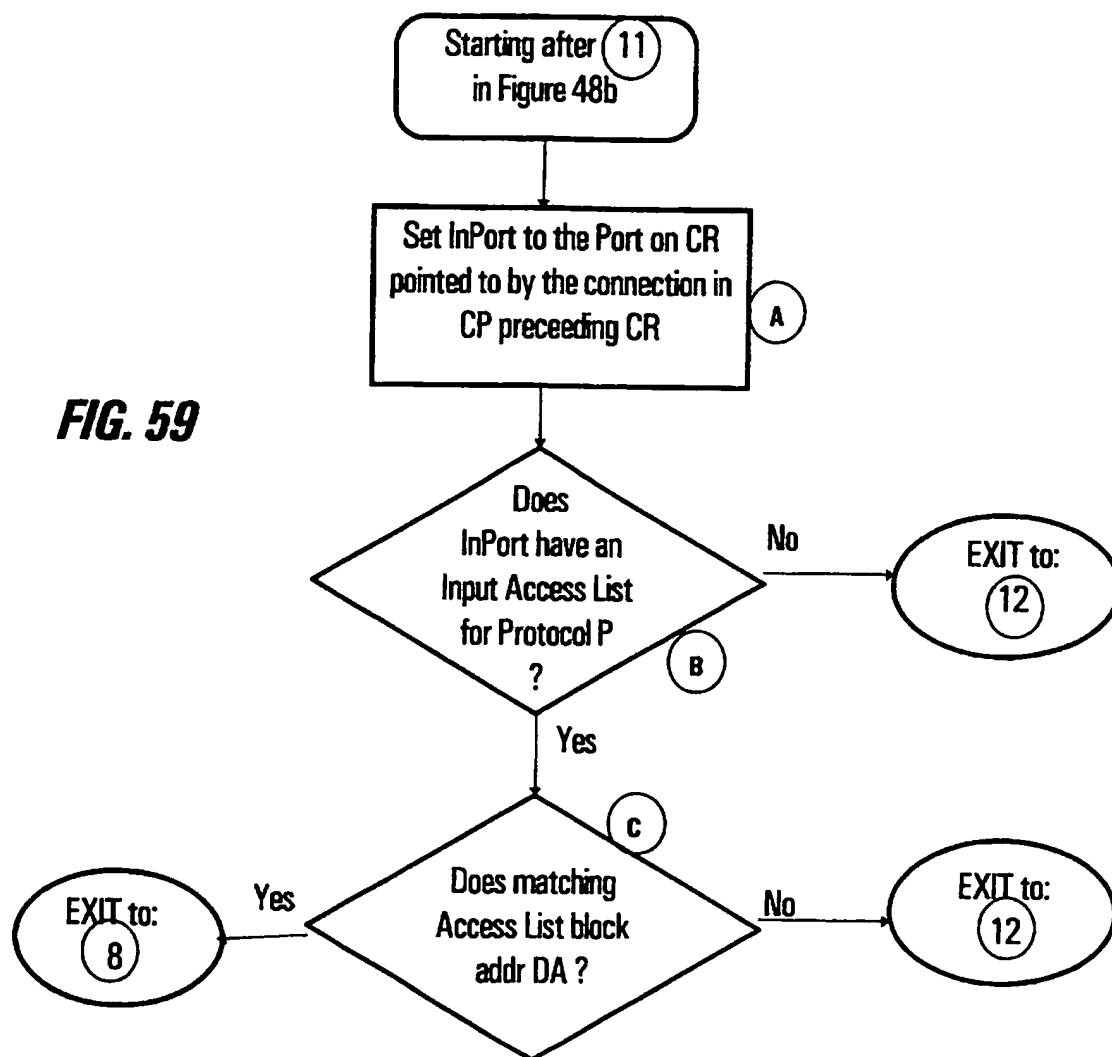 Starting after 11
in Figure 48b
Set InPort to the Port on CR
pointed to by the connection in
CP preceeding CR
A
FIG. 59
Does
InPort have an
Input Access List
for Protocol P
?
B
No
EXIT to:
12
Yes
C
Does matching
Access List block
addr DA ?
Yes
EXIT to:
8
No
EXIT to:
12